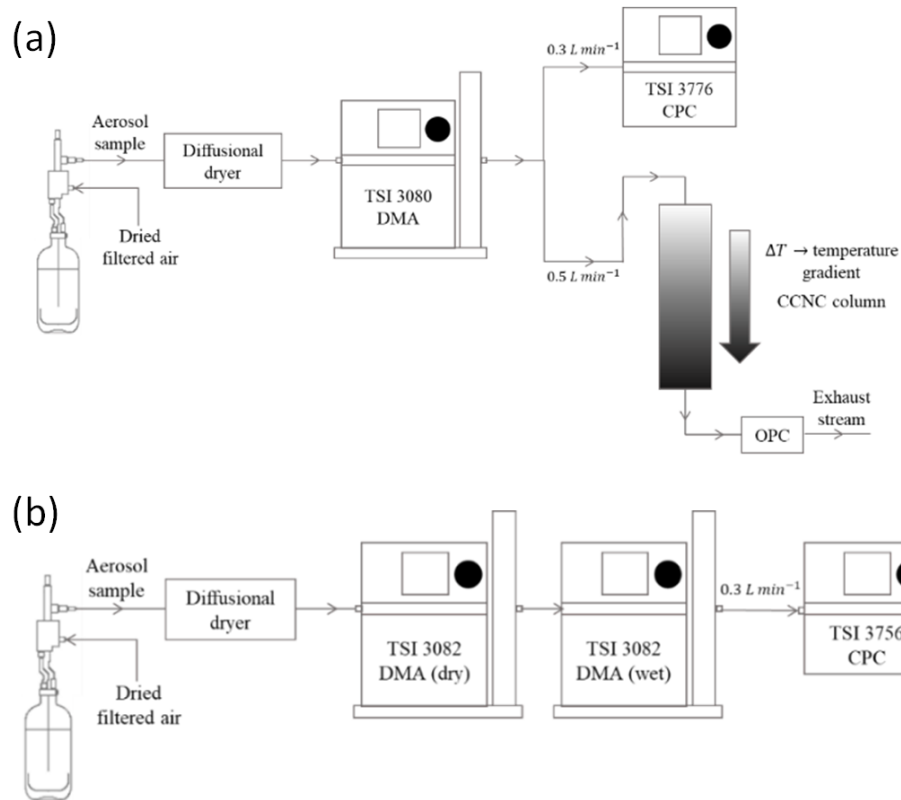 (a)
0.3 L min⁻¹
TSI 3776
CPC
Aerosol
sample
Diffusional
dryer
TSI 3080
DMA
Dried
filtered air
0.5 L min⁻¹
ΔT → temperature
gradient
CCNC column
Exhaust
stream
OPC
(b)
Aerosol
sample
Diffusional
dryer
0.3 L min⁻¹
TSI 3082
DMA (dry)
TSI 3082
DMA (wet)
TSI 3756
CPC
Dried
filtered air